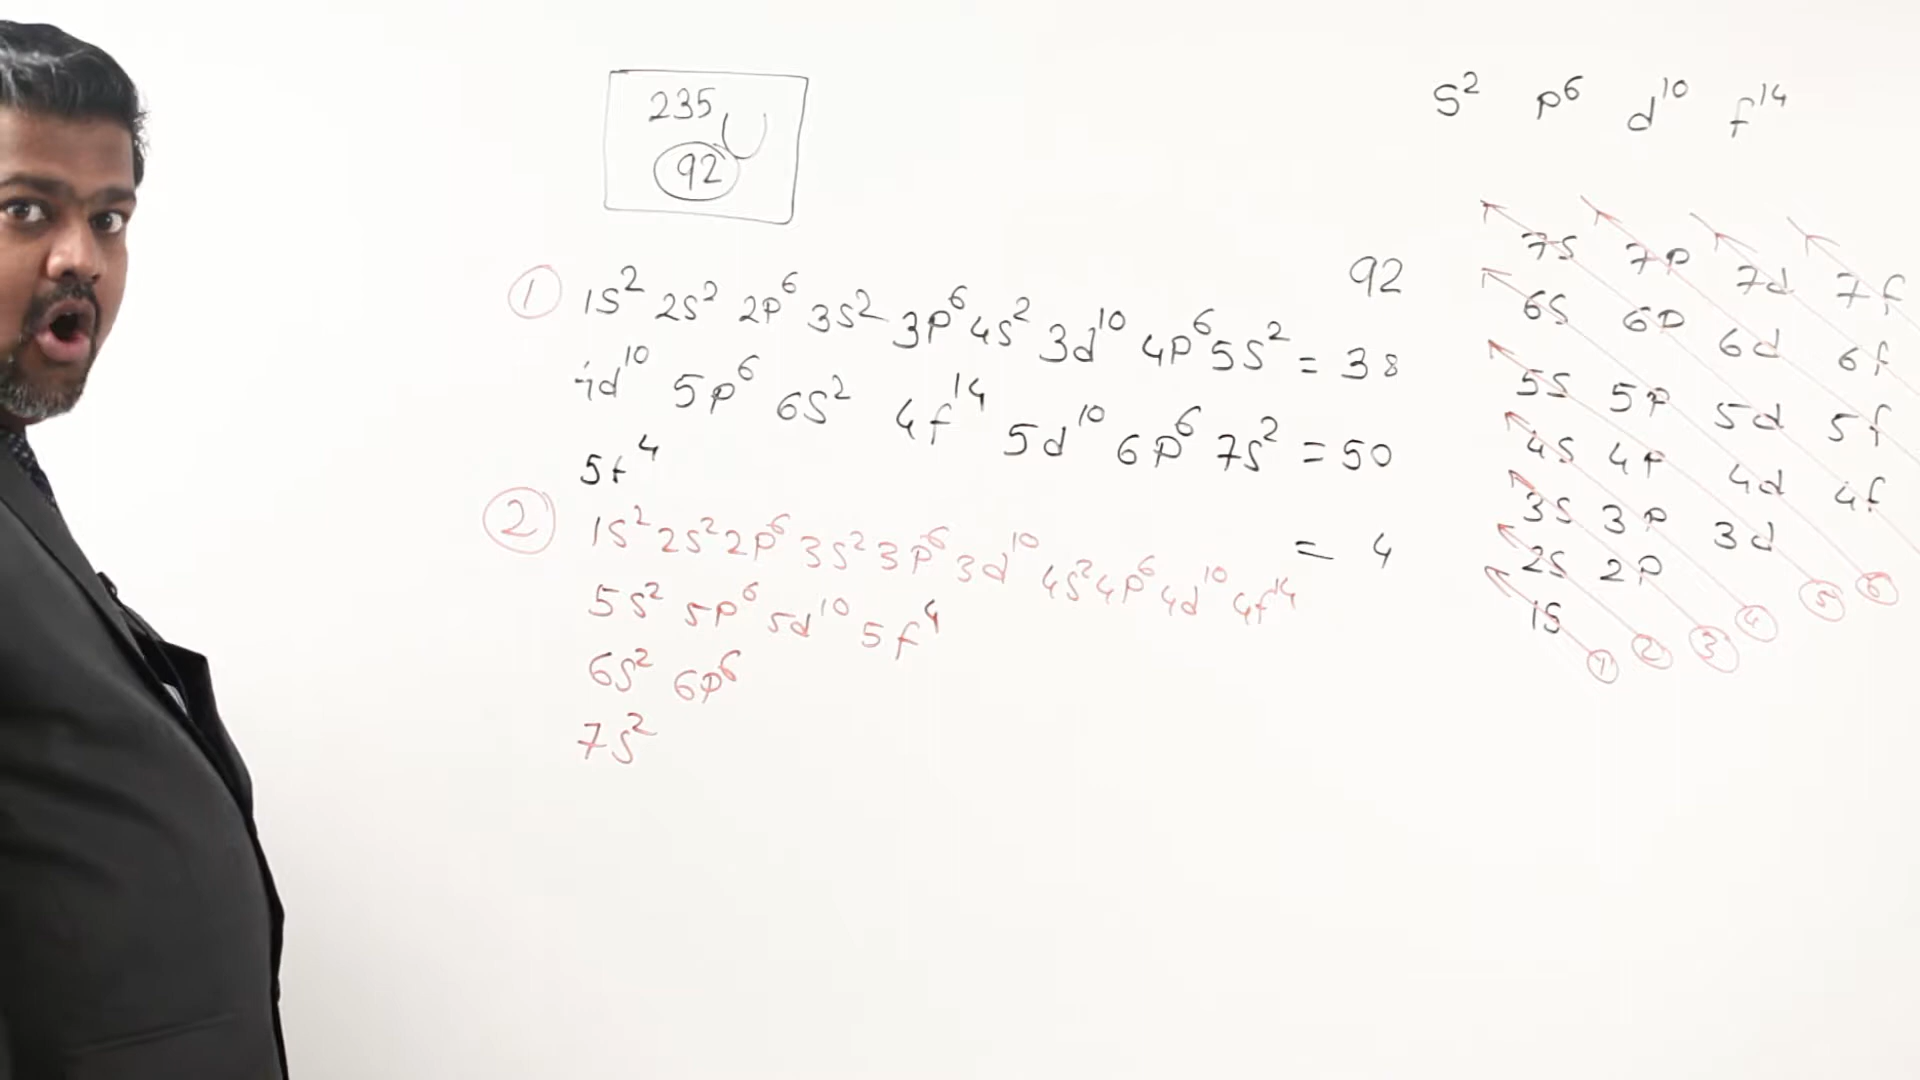 235
92 U
S² P⁶ d¹⁰ f¹⁴
① 1S² 2S² 2P⁶ 3S² 3P⁶ 4S² 3d¹⁰ 4P⁶ 5S² = 38
92
4d¹⁰ 5P⁶ 6S² 4f¹⁴ 5d¹⁰ 6P⁶ 7S² = 50
5f⁴
= 4
② 1S² 2S² 2P⁶ 3S² 3P⁶ 3d¹⁰ 4S² 4P⁶ 4d¹⁰ 4f¹⁴
5S² 5P⁶ 5d¹⁰ 5f⁴
6S² 6P⁶
7S²
7S 7P 7d 7f
6S 6P 6d 6f
5S 5P 5d 5f
4S 4P 4d 4f
3S 3P 3d
2S 2P
1S
① ② ③ ④ ⑤ ⑥